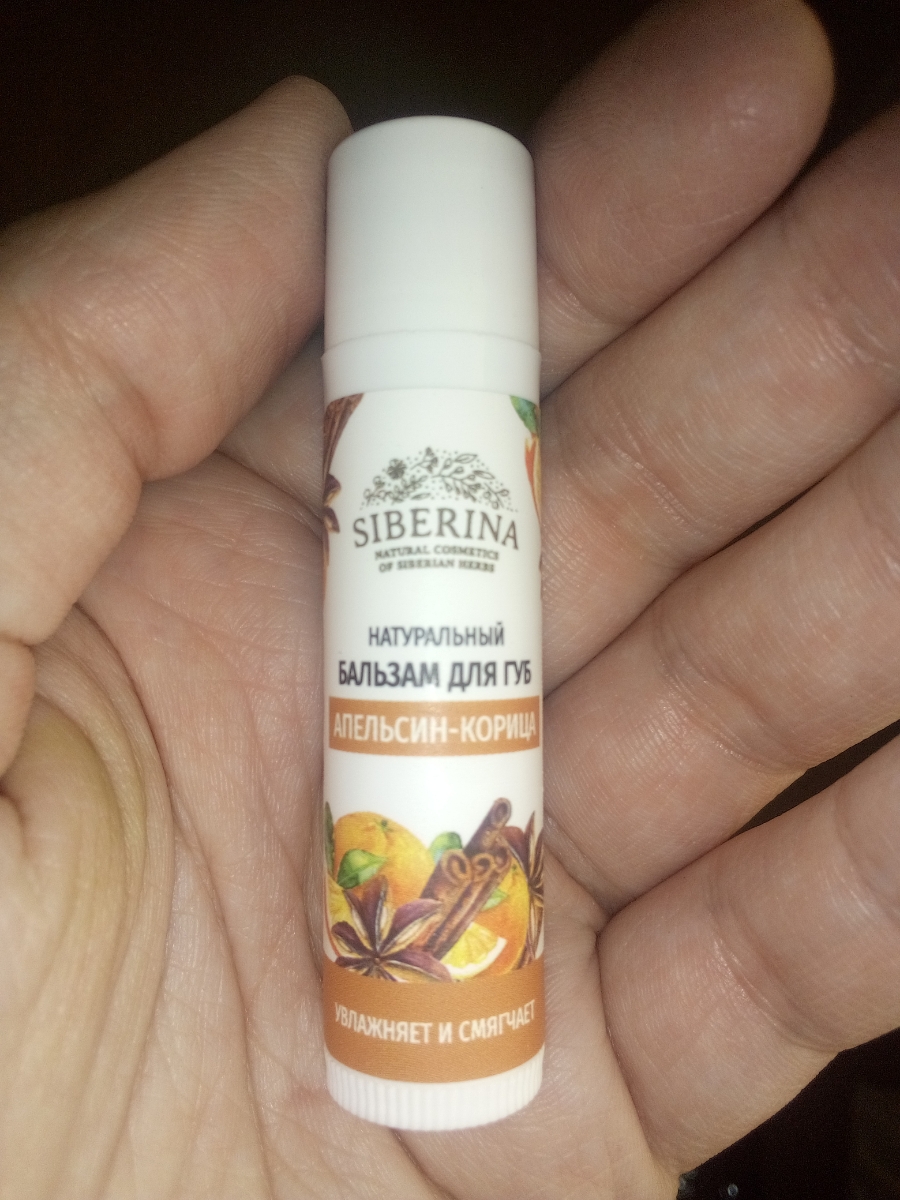 SIBERINA
NATURAL COSMETICS
OF SIBERIAN HERBS
НАТУРАЛЬНЫЙ
БАЛЬЗАМ ДЛЯ ГУБ
АПЕЛЬСИН-КОРИЦА
УВЛАЖНЯЕТ И СМЯГЧАЕТ